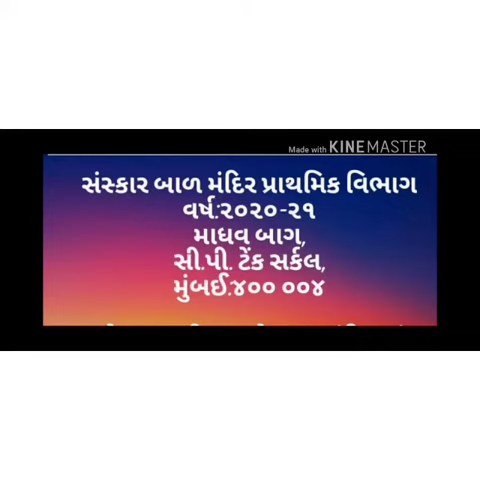 Made with KINEMASTER
સંસ્કાર બાળ મંદિર પ્રાથમિક વિભાગ
વર્ષ:૨૦૨૦-૨૧
માધવ બાગ,
સી.પી. ટેંક સર્કલ,
મુંબઈ:૪૦૦ ૦૦૪